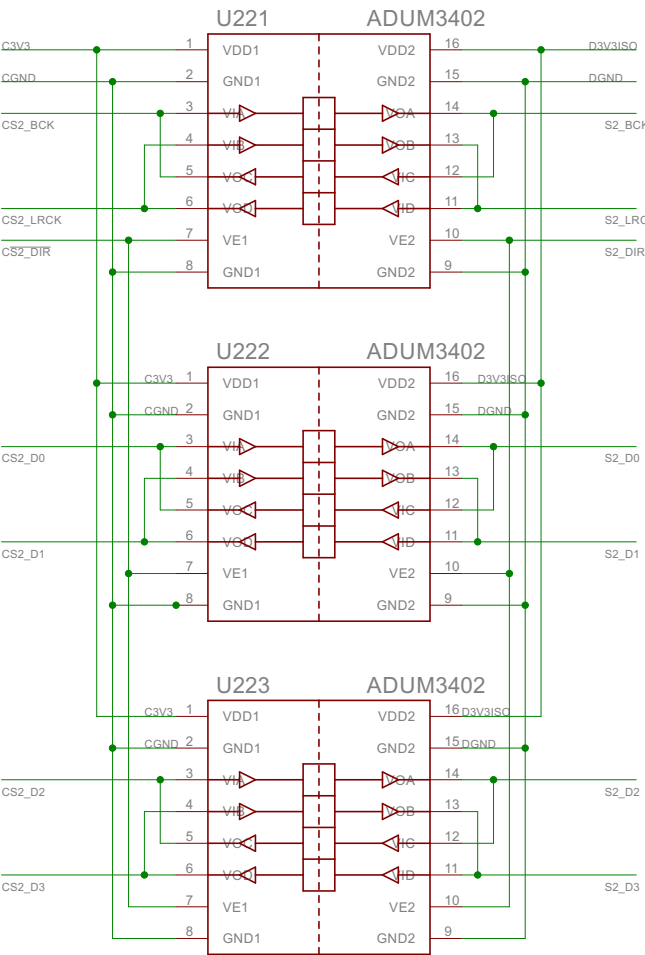 U221 ADUM3402
C3V3 1 VDD1 VDD2 16 D3V3ISO
CGND 2 GND1 GND2 15 DGND
3 VIA VOA 14
CS2_BCK S2_BCK
4 VIB VOB 13
5 VOC VIC 12
6 VOD VID 11
CS2_LRCK S2_LRC
7 VE1 VE2 10
CS2_DIR S2_DIR
8 GND1 GND2 9
U222 ADUM3402
C3V3 1 VDD1 VDD2 16 D3V3ISO
CGND 2 GND1 GND2 15 DGND
3 VIA VOA 14
CS2_D0 S2_D0
4 VIB VOB 13
5 VOC VIC 12
6 VOD VID 11
CS2_D1 S2_D1
7 VE1 VE2 10
8 GND1 GND2 9
U223 ADUM3402
C3V3 1 VDD1 VDD2 16 D3V3ISO
CGND 2 GND1 GND2 15 DGND
3 VIA VOA 14
CS2_D2 S2_D2
4 VIB VOB 13
5 VOC VIC 12
6 VOD VID 11
CS2_D3 S2_D3
7 VE1 VE2 10
8 GND1 GND2 9